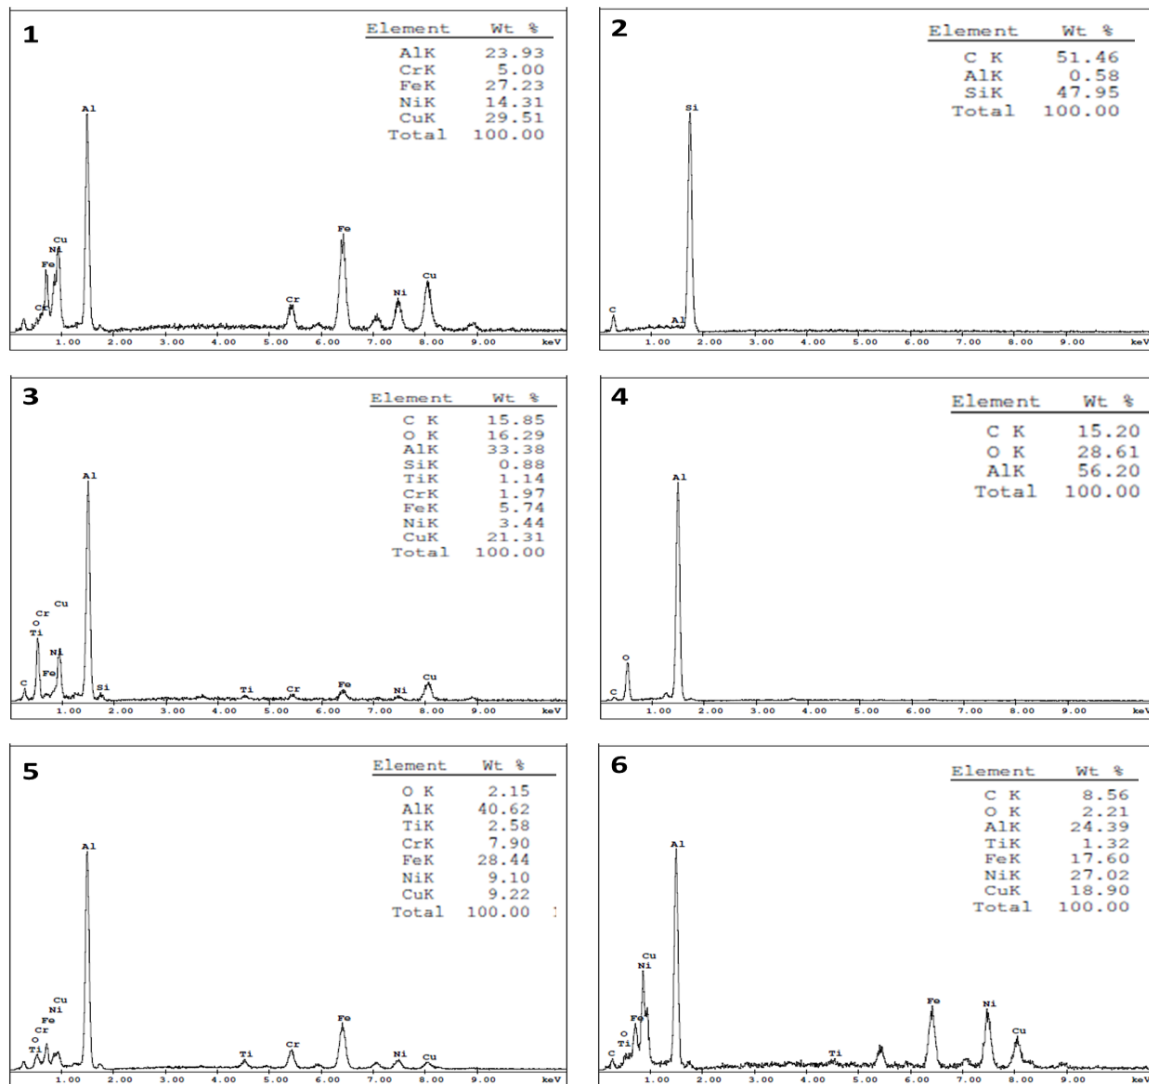 1
Element Wt %
AlK 23.93
CrK 5.00
FeK 27.23
NiK 14.31
CuK 29.51
Total 100.00
Al
Cu
Ni
Fe
Cr
Cr
Fe
Ni
Cu
1.00 2.00 3.00 4.00 5.00 6.00 7.00 8.00 9.00 keV
2
Element Wt %
C K 51.46
AlK 0.58
SiK 47.95
Total 100.00
Si
C
Al
1.00 2.00 3.00 4.00 5.00 6.00 7.00 8.00 9.00 keV
3
Element Wt %
C K 15.85
O K 16.29
AlK 33.38
SiK 0.88
TiK 1.14
CrK 1.97
FeK 5.74
NiK 3.44
CuK 21.31
Total 100.00
Al
Cu
Cr
O
Ti
Ni
Fe
C
Si
Ti
Cr
Fe
Ni
Cu
1.00 2.00 3.00 4.00 5.00 6.00 7.00 8.00 9.00 keV
4
Element Wt %
C K 15.20
O K 28.61
AlK 56.20
Total 100.00
Al
O
C
1.00 2.00 3.00 4.00 5.00 6.00 7.00 8.00 9.00 keV
5
Element Wt %
O K 2.15
AlK 40.62
TiK 2.58
CrK 7.90
FeK 28.44
NiK 9.10
CuK 9.22
Total 100.00
Al
Cu
Ni
Fe
Cr
O
Ti
Ti
Cr
Fe
Ni
Cu
1.00 2.00 3.00 4.00 5.00 6.00 7.00 8.00 9.00 keV
6
Element Wt %
C K 8.56
O K 2.21
AlK 24.39
TiK 1.32
FeK 17.60
NiK 27.02
CuK 18.90
Total 100.00
Al
Cu
Ni
Fe
O
Ti
C
Ti
Fe
Ni
Cu
1.00 2.00 3.00 4.00 5.00 6.00 7.00 8.00 9.00 keV